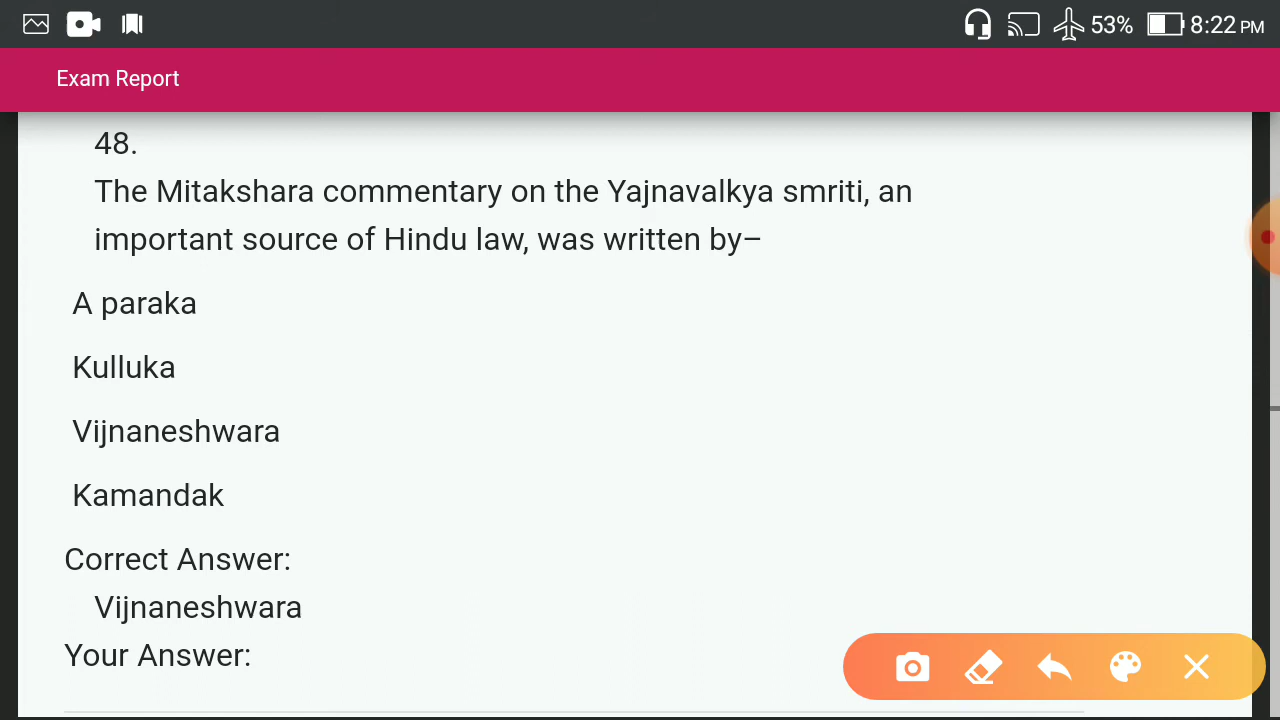 53% 8:22 PM
Exam Report
48.
The Mitakshara commentary on the Yajnavalkya smriti, an
important source of Hindu law, was written by–
A paraka
Kulluka
Vijnaneshwara
Kamandak
Correct Answer:
Vijnaneshwara
Your Answer: